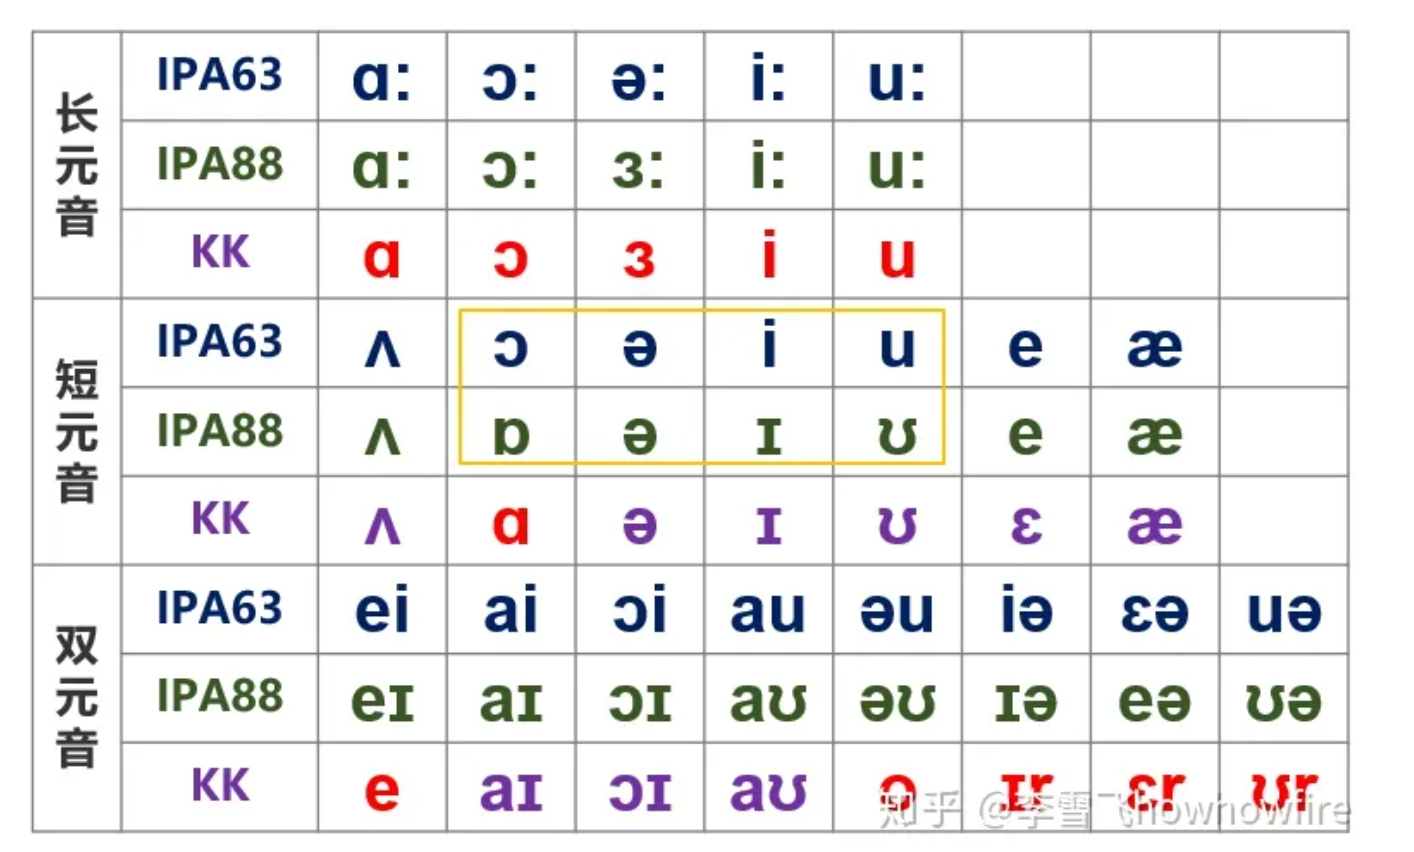 长元音
IPA63 ɑ: ɔ: ə: i: u:
IPA88 ɑ: ɔ: ɜ: i: u:
KK ɑ ɔ ɜ i u
短元音
IPA63 ʌ ɔ ə i u e æ
IPA88 ʌ ɒ ə ɪ ʊ e æ
KK ʌ ɑ ə ɪ ʊ ɛ æ
双元音
IPA63 ei ai ɔi au əu iə ɛə uə
IPA88 eɪ aɪ ɔɪ aʊ əʊ ɪə eə ʊə
KK e aɪ ɔɪ aʊ o ɪr ɛr ʊr
知乎 @李雪飞howhowfire